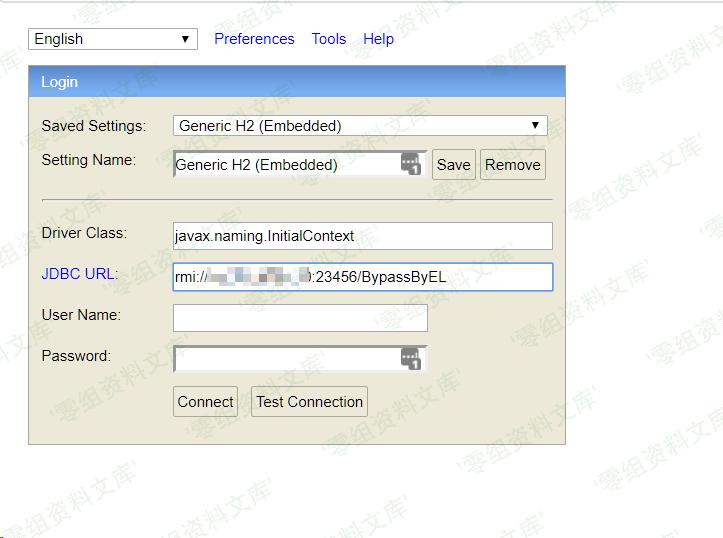 English Preferences Tools Help
Login
Saved Settings: Generic H2 (Embedded)
Setting Name: Generic H2 (Embedded) Save Remove
Driver Class: javax.naming.InitialContext
JDBC URL: rmi:// :23456/BypassByEL
User Name:
Password:
Connect Test Connection
'零组资料文库'